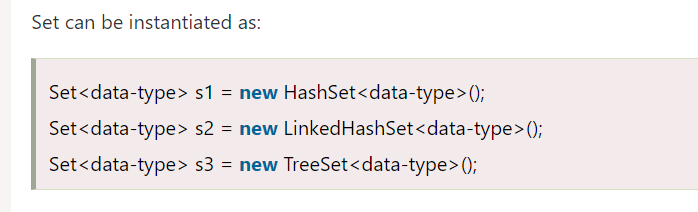 Set can be instantiated as:
Set<data-type> s1 = new HashSet<data-type>();
Set<data-type> s2 = new LinkedHashSet<data-type>();
Set<data-type> s3 = new TreeSet<data-type>();